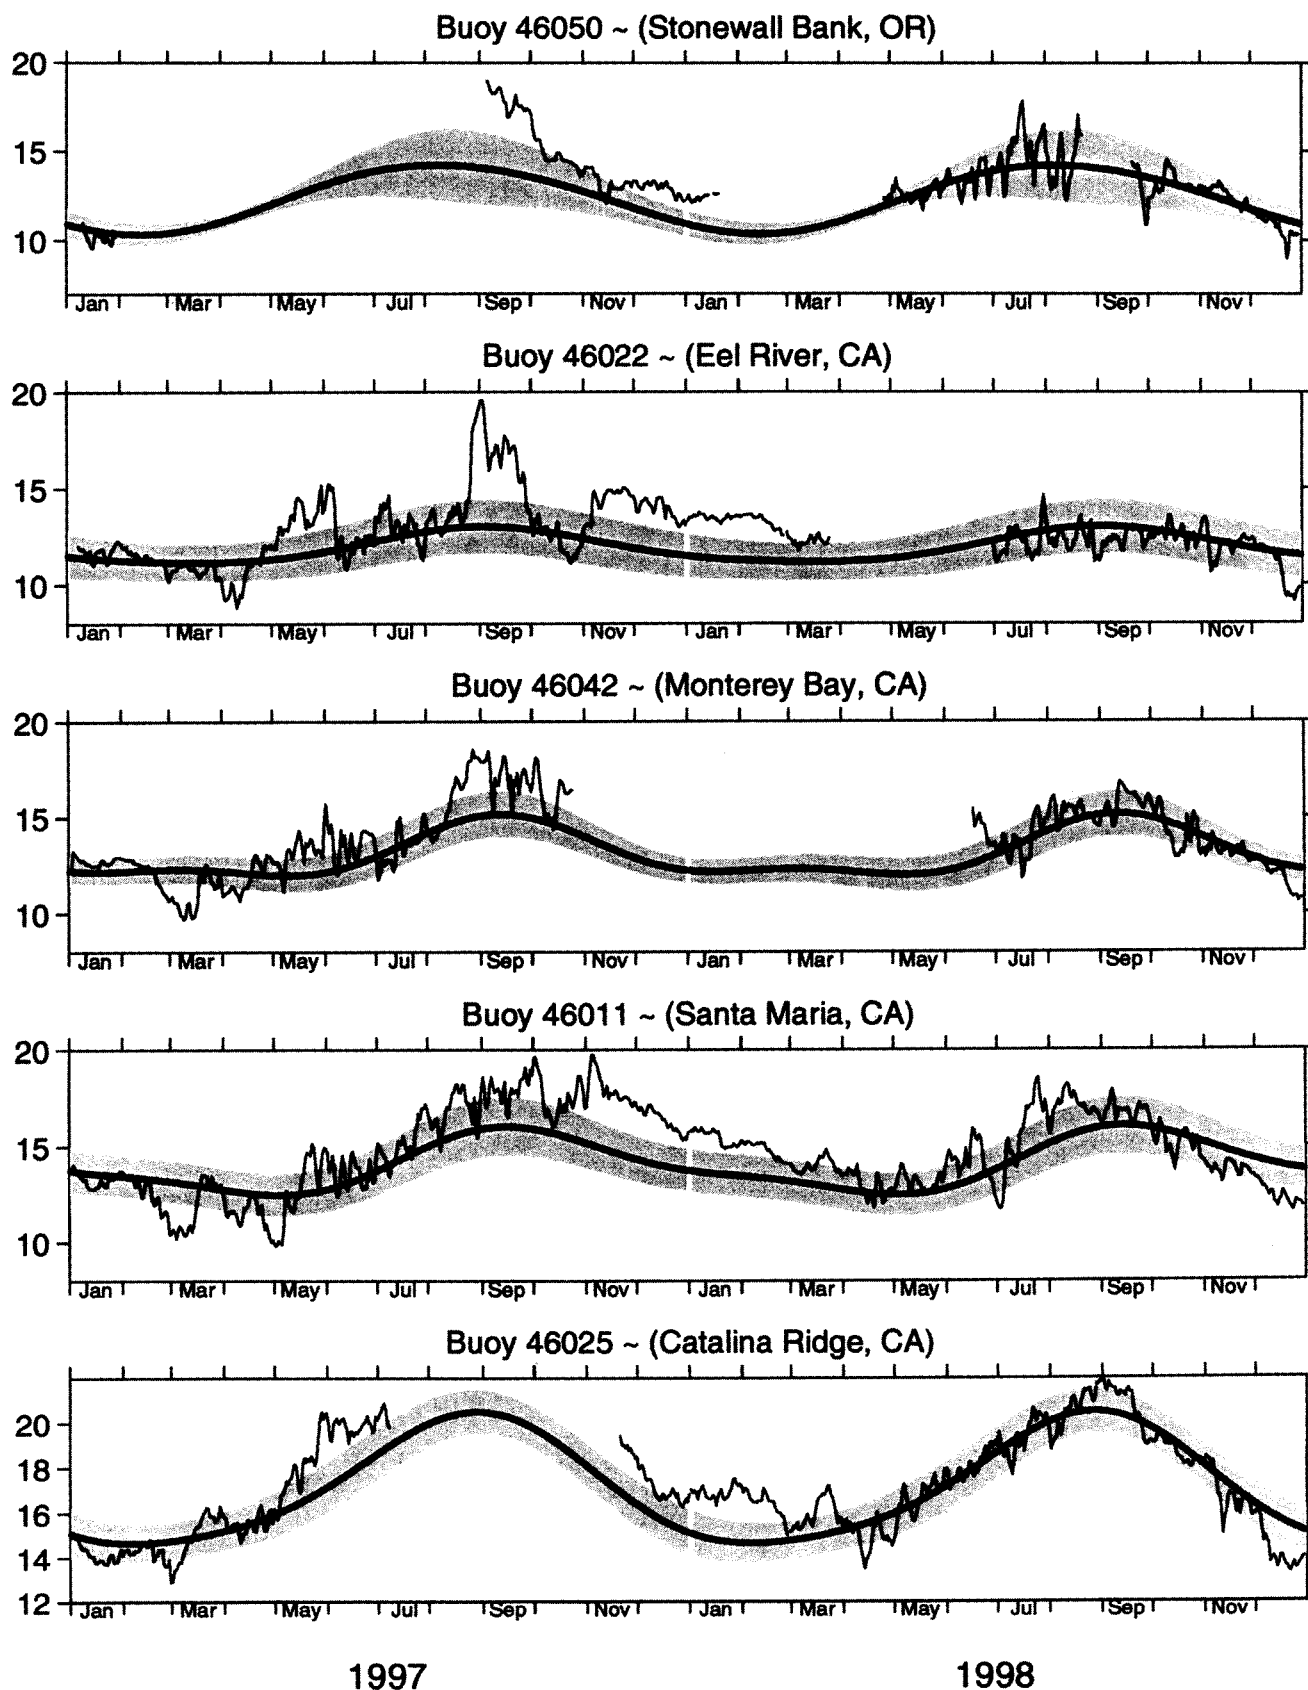 Buoy 46050 ~ (Stonewall Bank, OR)
20
15
10
Jan Mar May Jul Sep Nov Jan Mar May Jul Sep Nov
Buoy 46022 ~ (Eel River, CA)
20
15
10
Jan Mar May Jul Sep Nov Jan Mar May Jul Sep Nov
Buoy 46042 ~ (Monterey Bay, CA)
20
15
10
Jan Mar May Jul Sep Nov Jan Mar May Jul Sep Nov
Buoy 46011 ~ (Santa Maria, CA)
20
15
10
Jan Mar May Jul Sep Nov Jan Mar May Jul Sep Nov
Buoy 46025 ~ (Catalina Ridge, CA)
20
18
16
14
12
Jan Mar May Jul Sep Nov Jan Mar May Jul Sep Nov
1997 1998